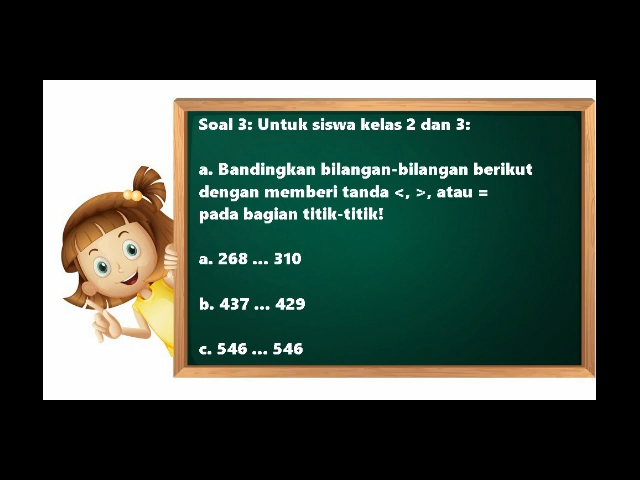 Soal 3: Untuk siswa kelas 2 dan 3:
a. Bandingkan bilangan-bilangan berikut
dengan memberi tanda <, >, atau =
pada bagian titik-titik!
a. 268 ... 310
b. 437 ... 429
c. 546 ... 546